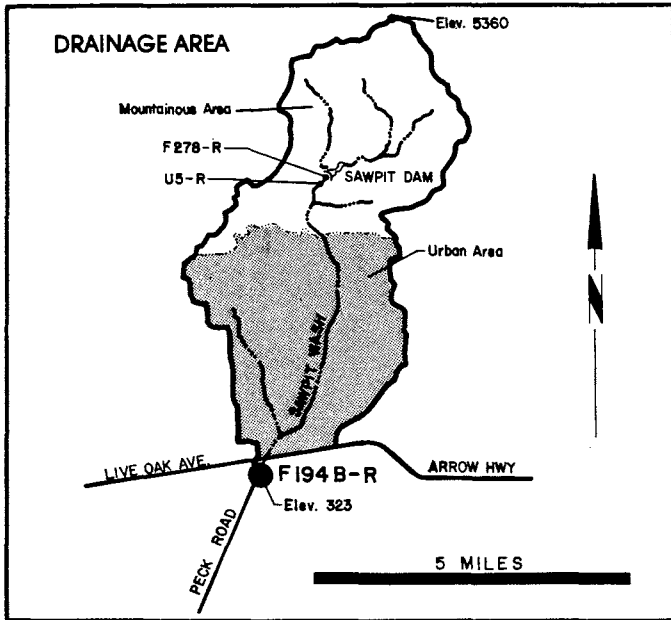 DRAINAGE AREA
Elev. 5360
Mountainous Area
F278-R
U5-R
SAWPIT DAM
Urban Area
SAWPIT WASH
N
LIVE OAK AVE.
ARROW HWY
F194B-R
Elev. 323
PECK ROAD
5 MILES